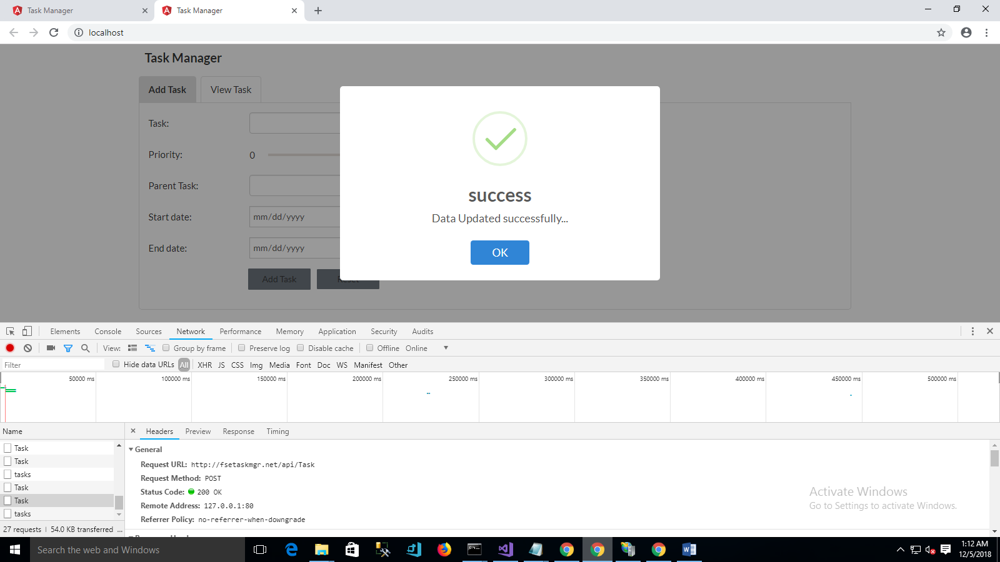 Task Manager
Task Manager
localhost
Task Manager
Add Task
View Task
Task:
Priority:
0
Parent Task:
Start date:
mm/dd/yyyy
End date:
mm/dd/yyyy
Add Task
success
Data Updated successfully...
OK
Elements Console Sources Network Performance Memory Application Security Audits
View: Group by frame Preserve log Disable cache Offline Online
Filter Hide data URLs All XHR JS CSS Img Media Font Doc WS Manifest Other
50000 ms 100000 ms 150000 ms 200000 ms 250000 ms 300000 ms 350000 ms 400000 ms 450000 ms 500000 ms
Name
Task
Task
tasks
Task
Task
tasks
27 requests | 54.0 KB transferred ...
Headers Preview Response Timing
General
Request URL: http://fsetaskmgr.net/api/Task
Request Method: POST
Status Code: 200 OK
Remote Address: 127.0.0.1:80
Referrer Policy: no-referrer-when-downgrade
Activate Windows
Go to Settings to activate Windows.
Search the web and Windows
1:12 AM
12/5/2018